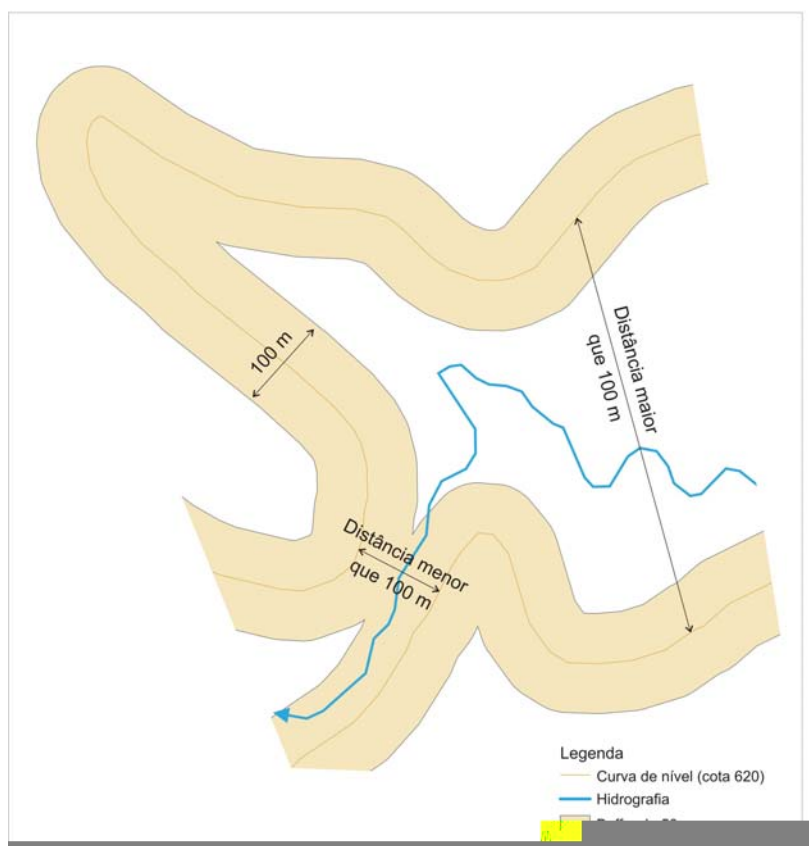 Distância maior
que 100 m
100 m
Distância menor
que 100 m
Legenda
Curva de nível (cota 620)
Hidrografia